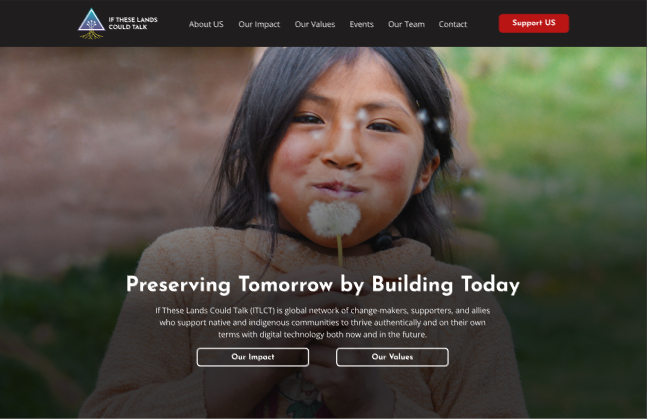 IF THESE LANDS
COULD TALK
About US
Our Impact
Our Values
Events
Our Team
Contact
Support US
Preserving Tomorrow by Building Today
If These Lands Could Talk (ITLCT) is global network of change-makers, supporters, and allies
who support native and indigenous communities to thrive authentically and on their own
terms with digital technology both now and in the future.
Our Impact
Our Values